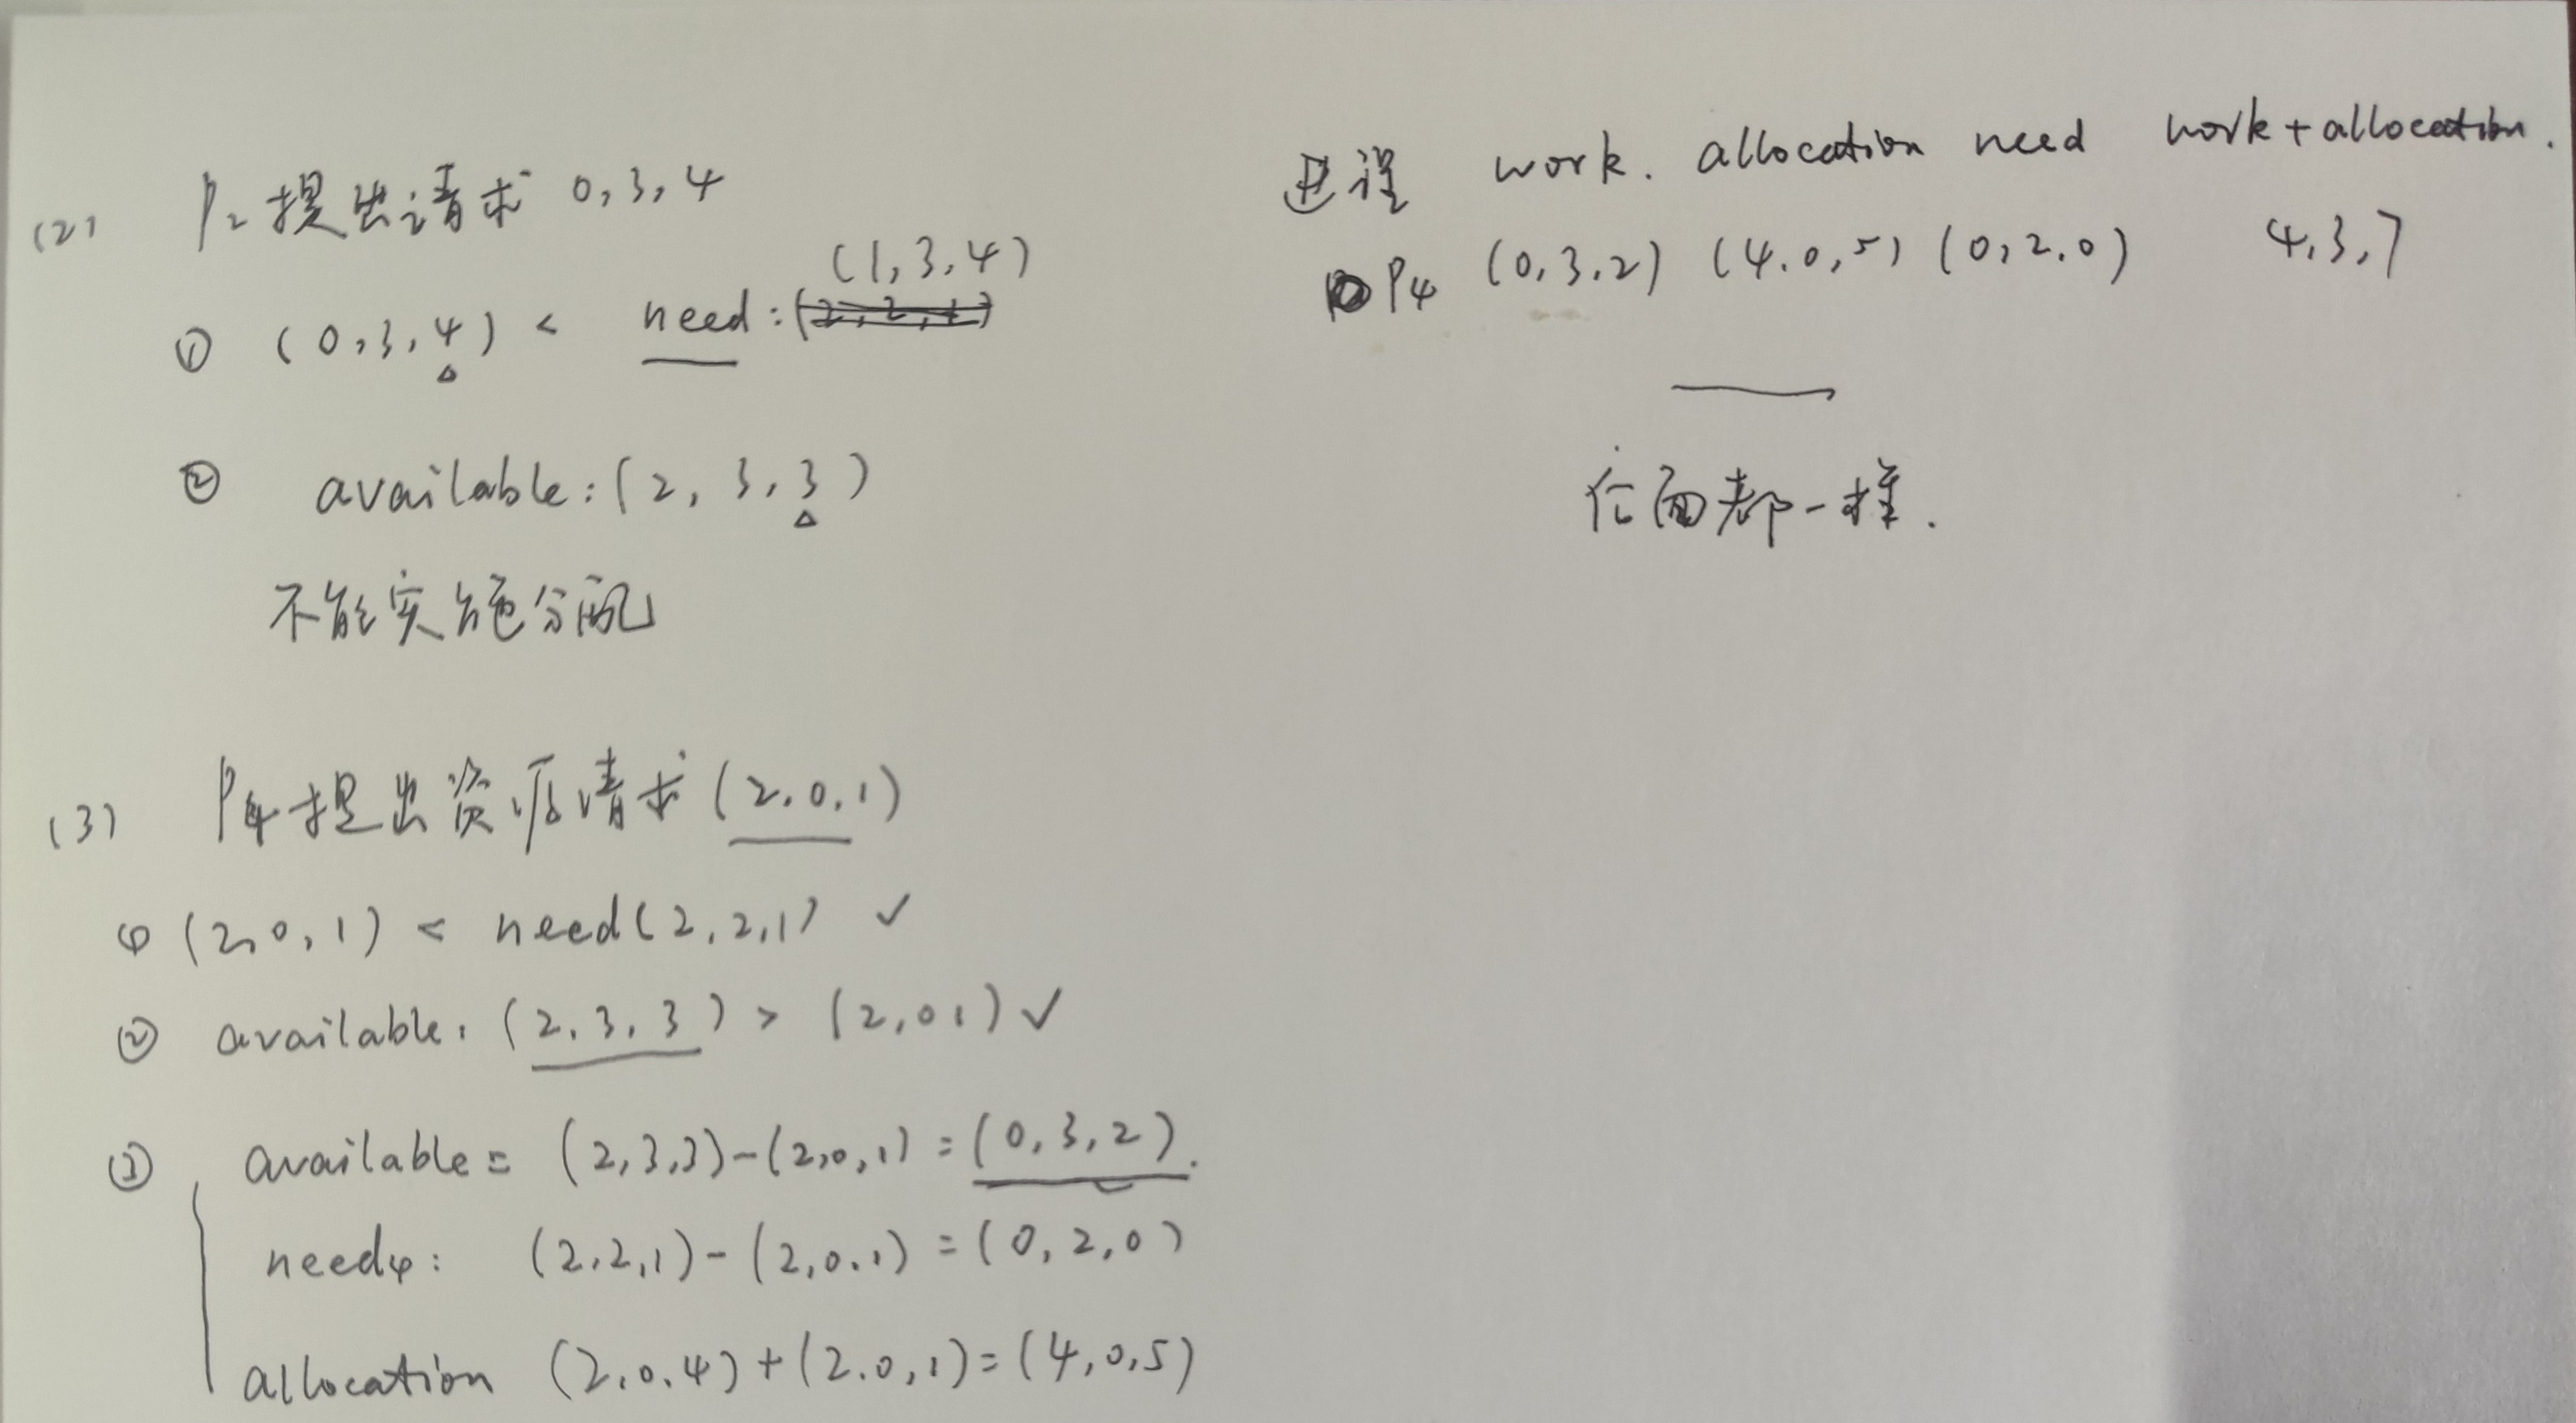 (2) P2提出请求 0,3,4
(1,3,4)
① (0,3,4) < need:
② available:(2,3,3)
不能实施分配
(3) P4提出资源请求(2,0,1)
① (2,0,1) < need(2,2,1) ✓
② available:(2,3,3) > (2,0 1) ✓
③ available= (2,3,3)-(2,0,1)=(0,3,2).
need4: (2,2,1)-(2,0,1)=(0,2,0)
allocation (2,0,4)+(2,0,1)=(4,0,5)
进程 work. allocation need work+allocation.
P4 (0,3,2) (4,0,5) (0,2,0) 4,3,7
后面都一样.